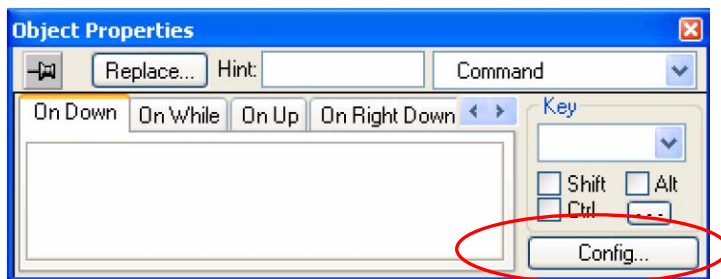 Object Properties
Replace... Hint: Command
On Down On While On Up On Right Down Key
Shift Alt
Ctrl ...
Config...